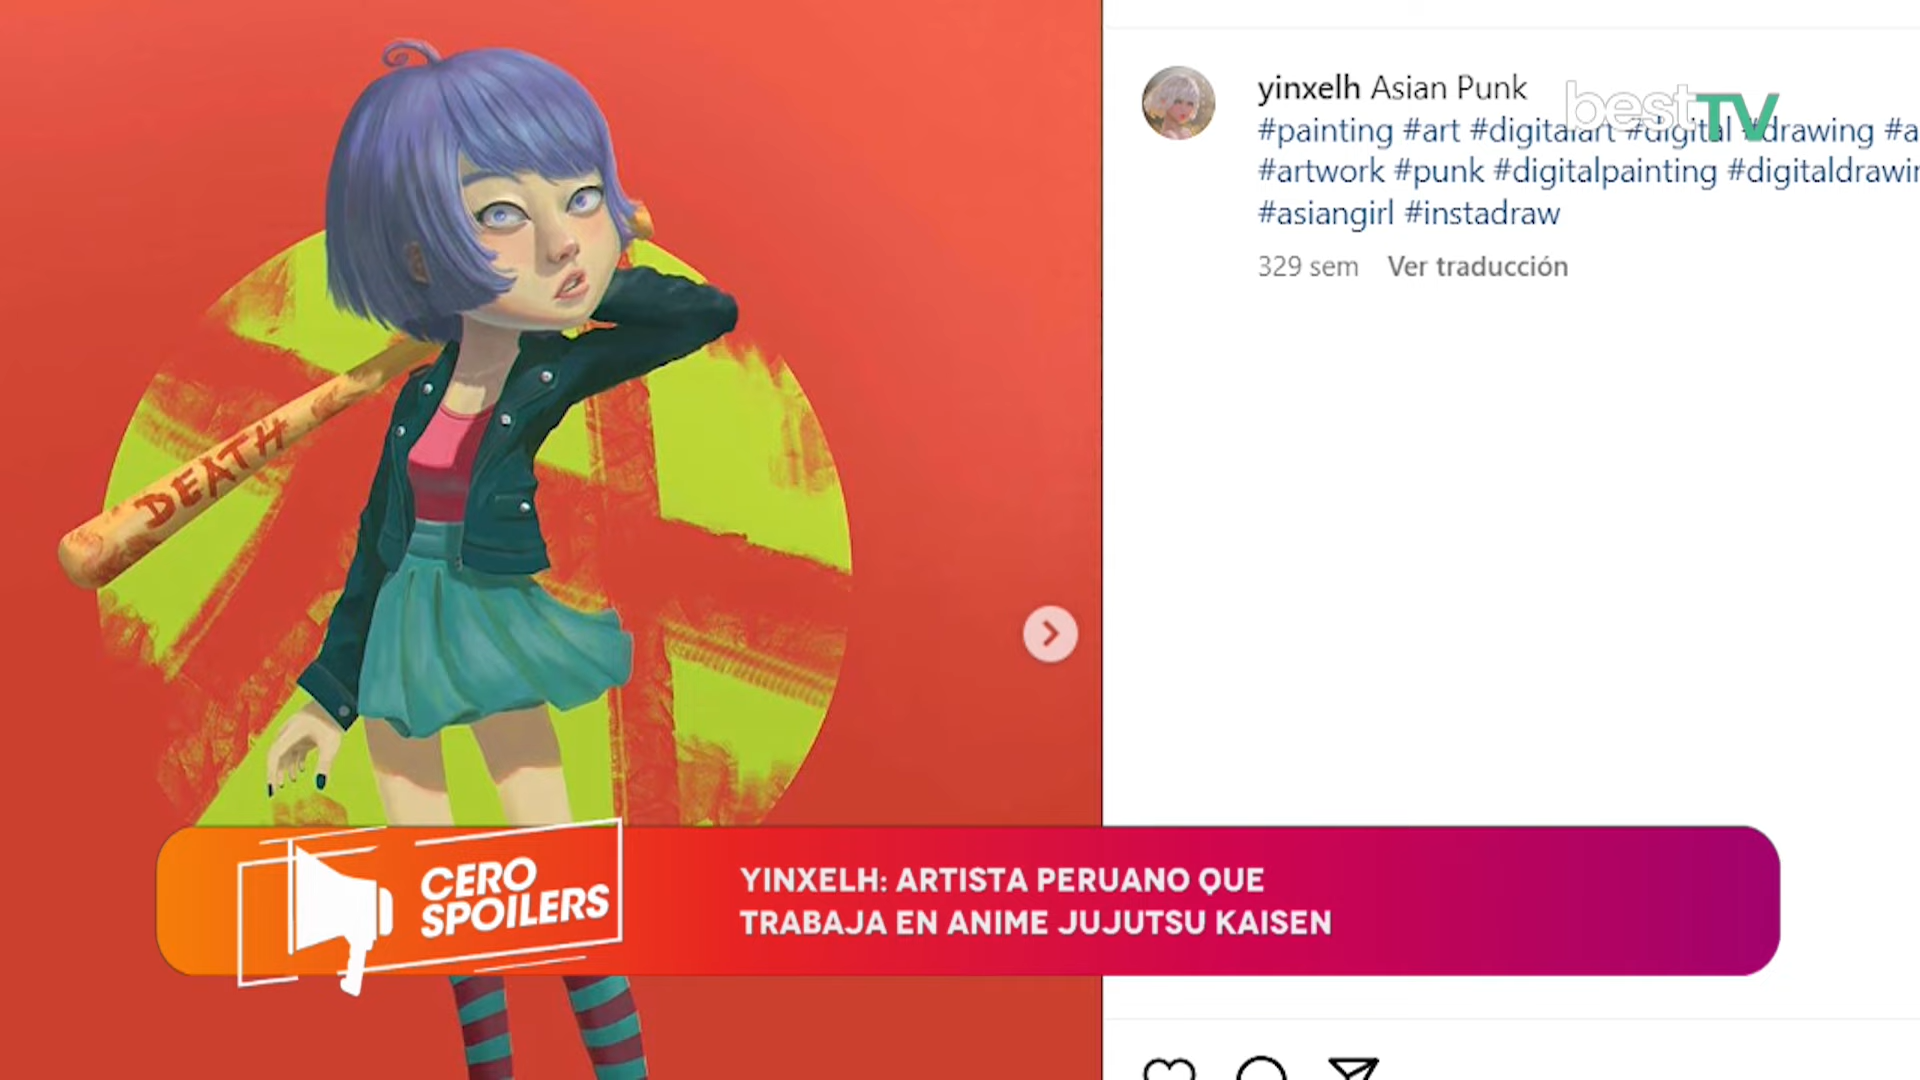 DEATH
yinxelh Asian Punk
bestTV
#painting #art #digitalart #digital #drawing #a
#artwork #punk #digitalpainting #digitaldrawin
#asiangirl #instadraw
329 sem Ver traducción
CERO
SPOILERS
YINXELH: ARTISTA PERUANO QUE
TRABAJA EN ANIME JUJUTSU KAISEN